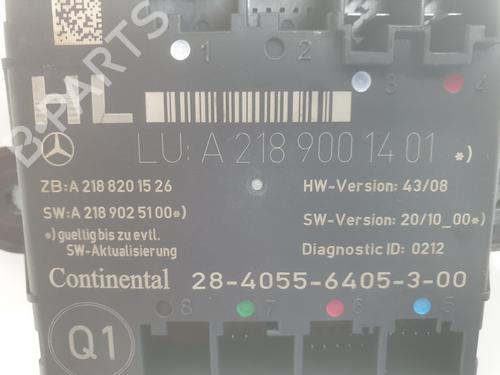 1 2 3 4
HL
LU: A 218 900 14 01 *)
ZB:A 218 820 15 26
HW-Version: 43/08
SW:A 218 902 51 00*)
SW-Version: 20/10_00*)
*) gueltig bis zu evtl.
SW-Aktualisierung
Diagnostic ID: 0212
Continental 28-4055-6405-3-00
8 7 6 5
Q1